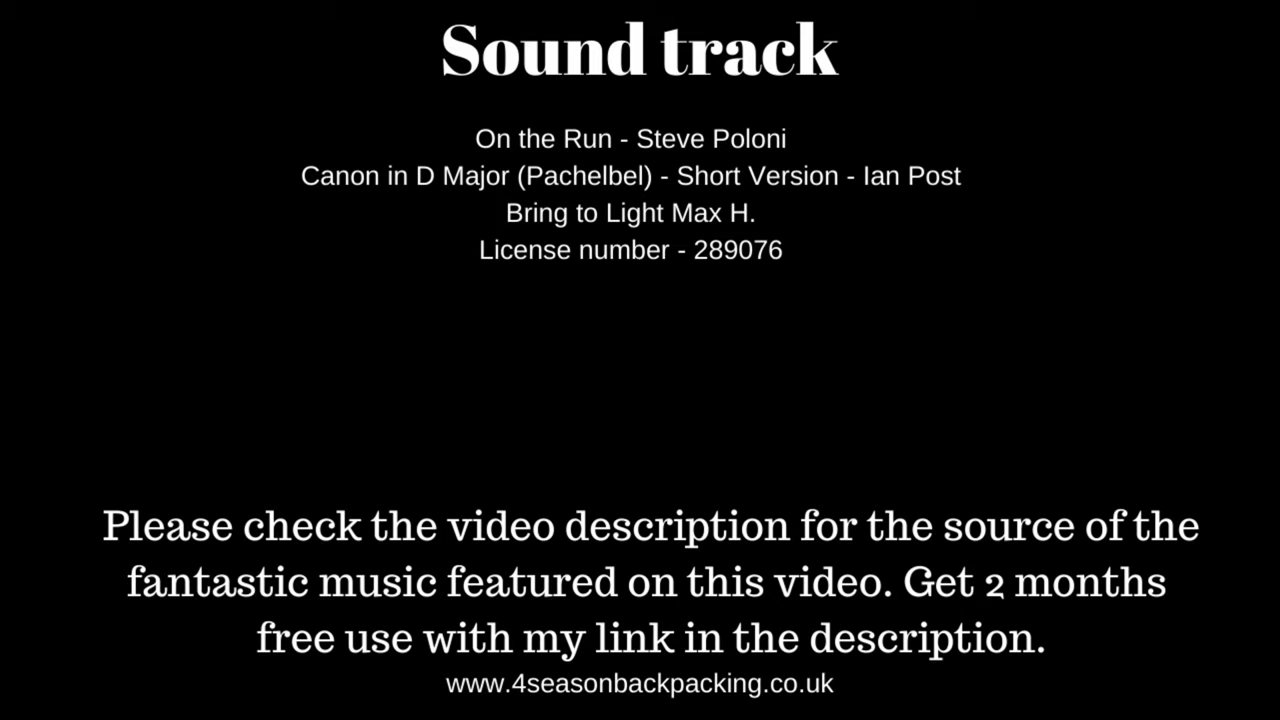 Sound track
On the Run - Steve Poloni
Canon in D Major (Pachelbel) - Short Version - Ian Post
Bring to Light Max H.
License number - 289076
Please check the video description for the source of the
fantastic music featured on this video. Get 2 months
free use with my link in the description.
www.4seasonbackpacking.co.uk